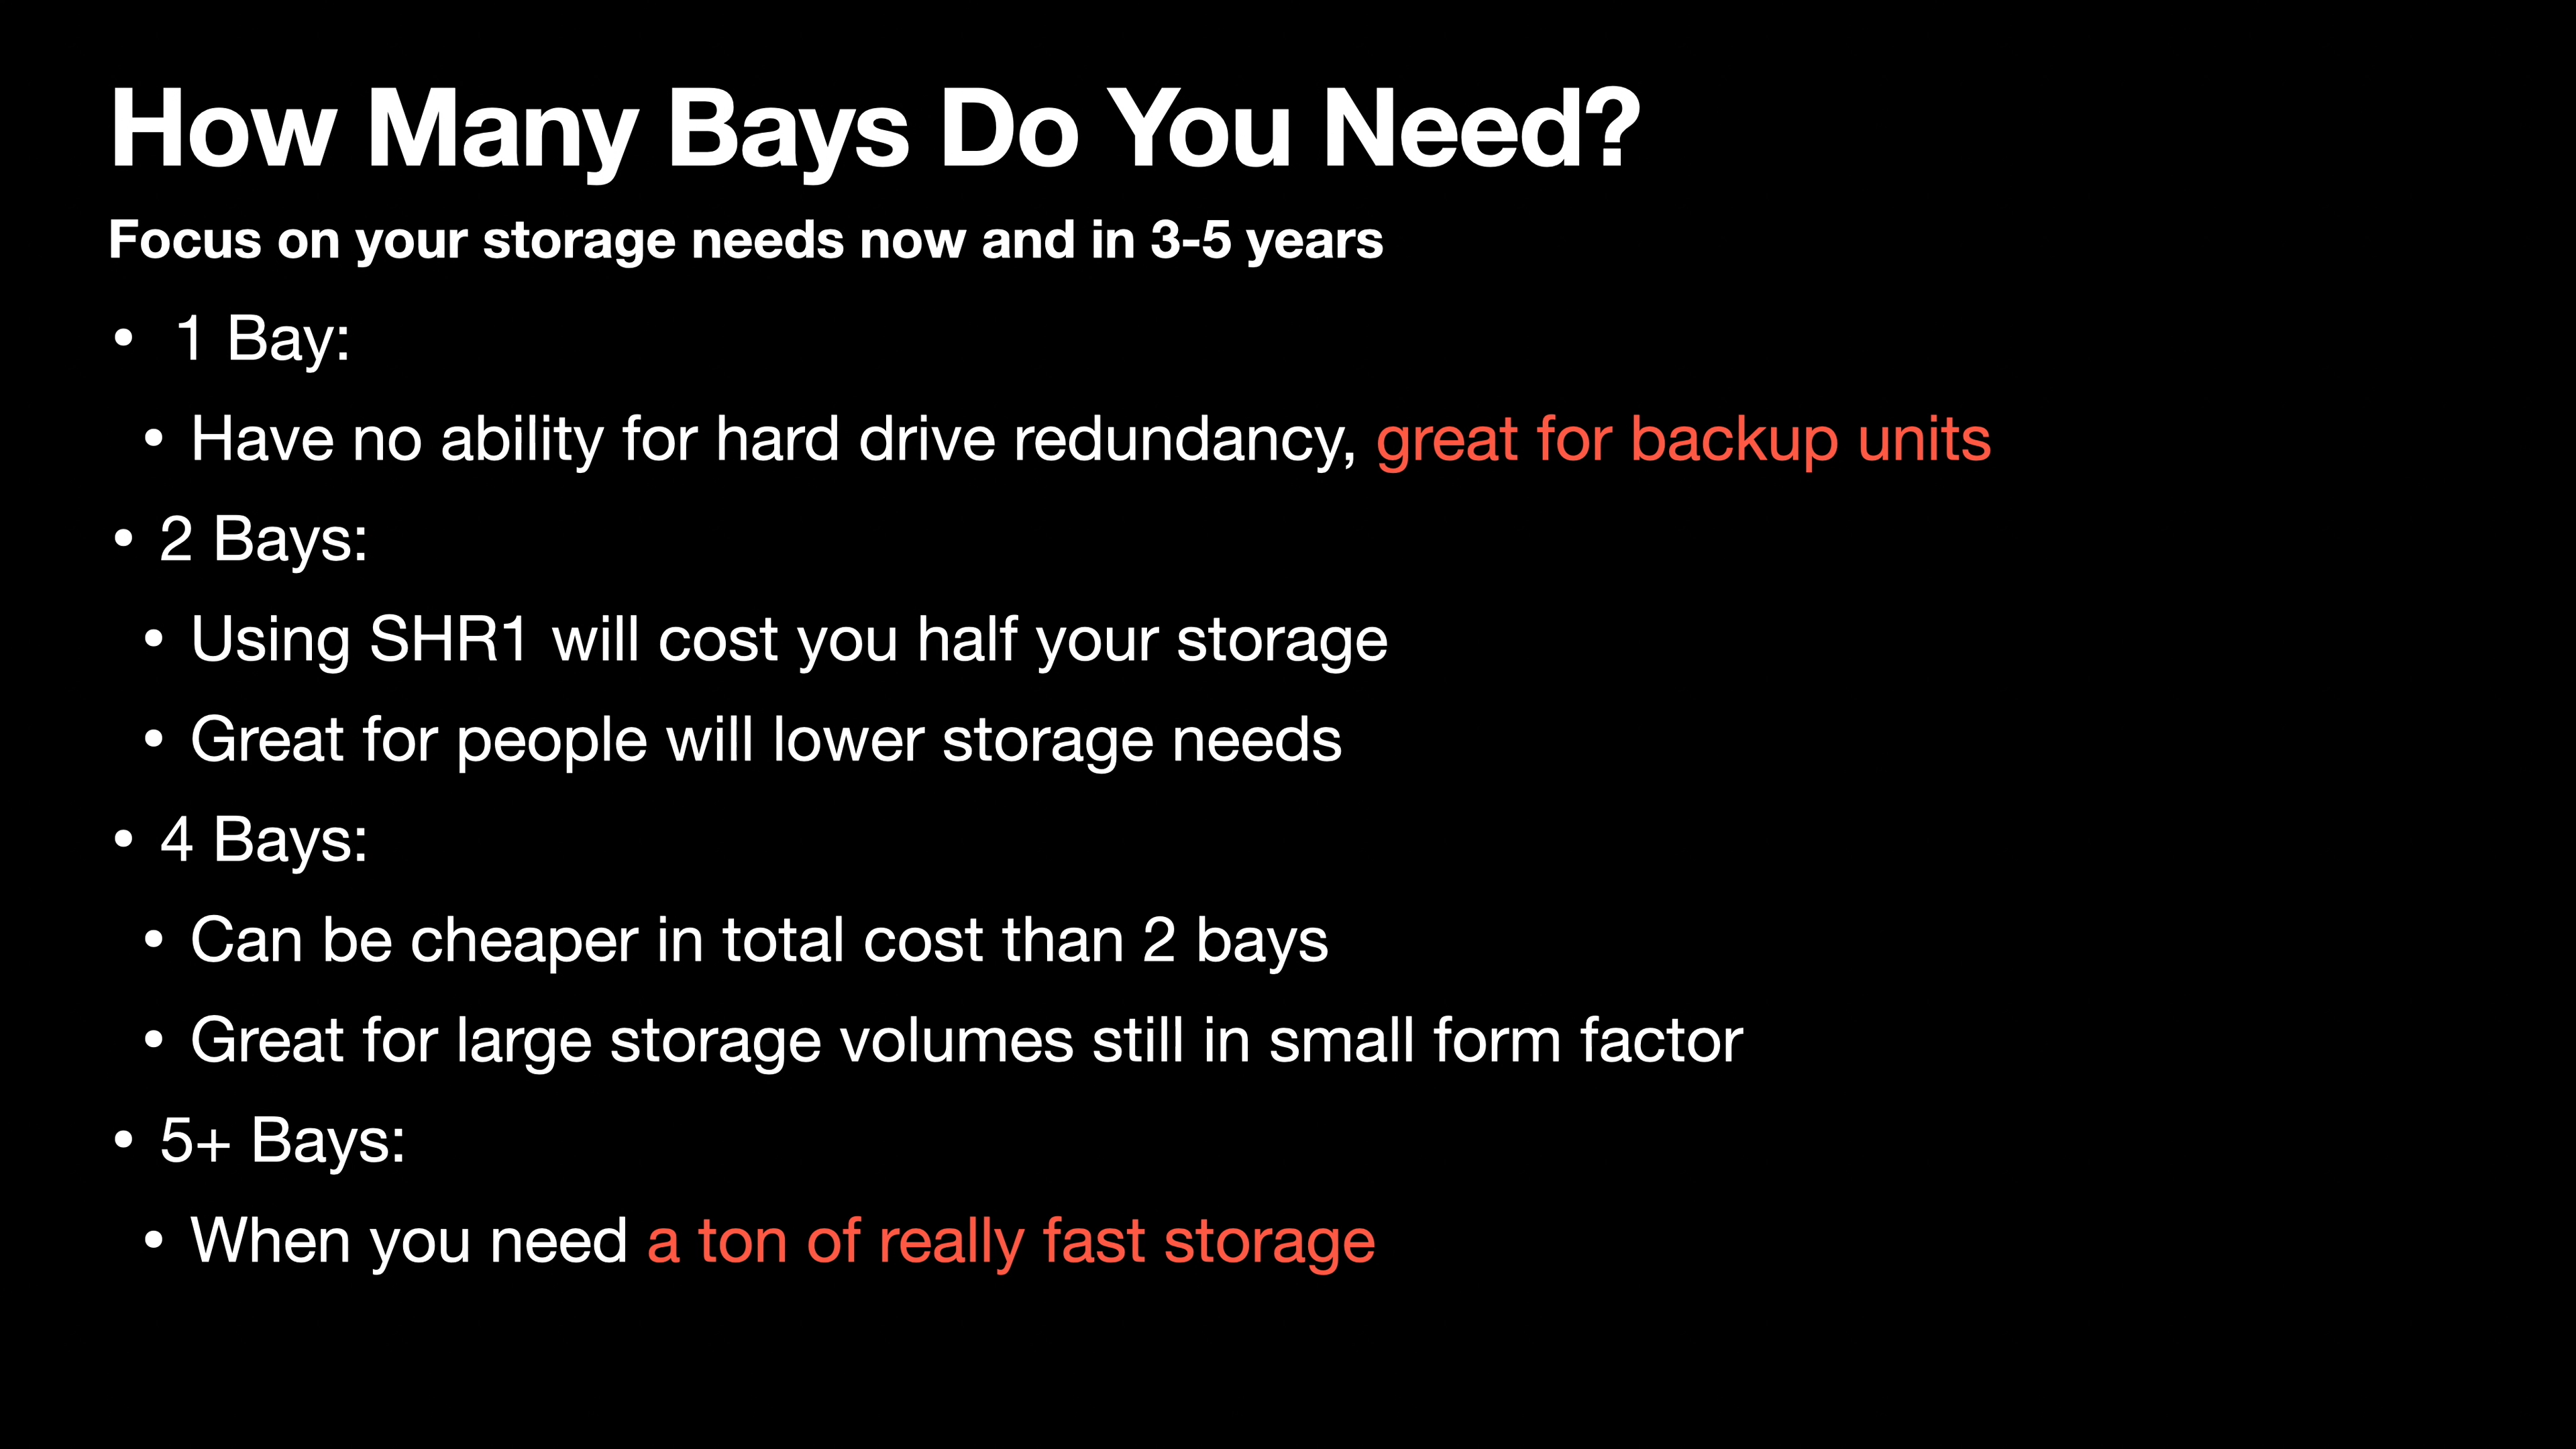 How Many Bays Do You Need?
Focus on your storage needs now and in 3-5 years
• 1 Bay:
• Have no ability for hard drive redundancy, great for backup units
• 2 Bays:
• Using SHR1 will cost you half your storage
• Great for people will lower storage needs
• 4 Bays:
• Can be cheaper in total cost than 2 bays
• Great for large storage volumes still in small form factor
• 5+ Bays:
• When you need a ton of really fast storage